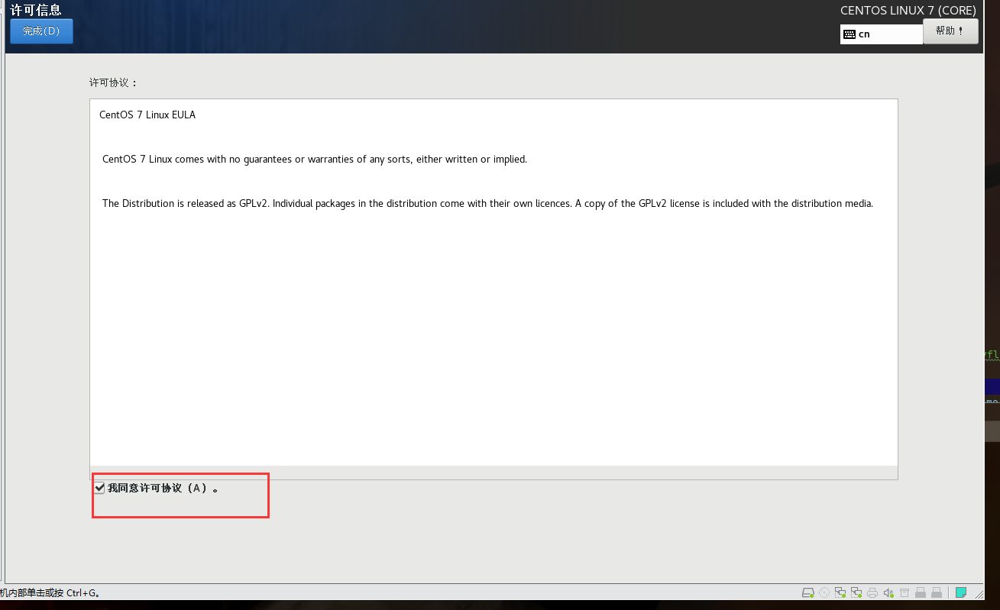 许可信息
CENTOS LINUX 7 (CORE)
完成(D)
cn
帮助！
许可协议：
CentOS 7 Linux EULA
CentOS 7 Linux comes with no guarantees or warranties of any sorts, either written or implied.
The Distribution is released as GPLv2. Individual packages in the distribution come with their own licences. A copy of the GPLv2 license is included with the distribution media.
我同意许可协议（A）。
机内部单击或按 Ctrl+G。